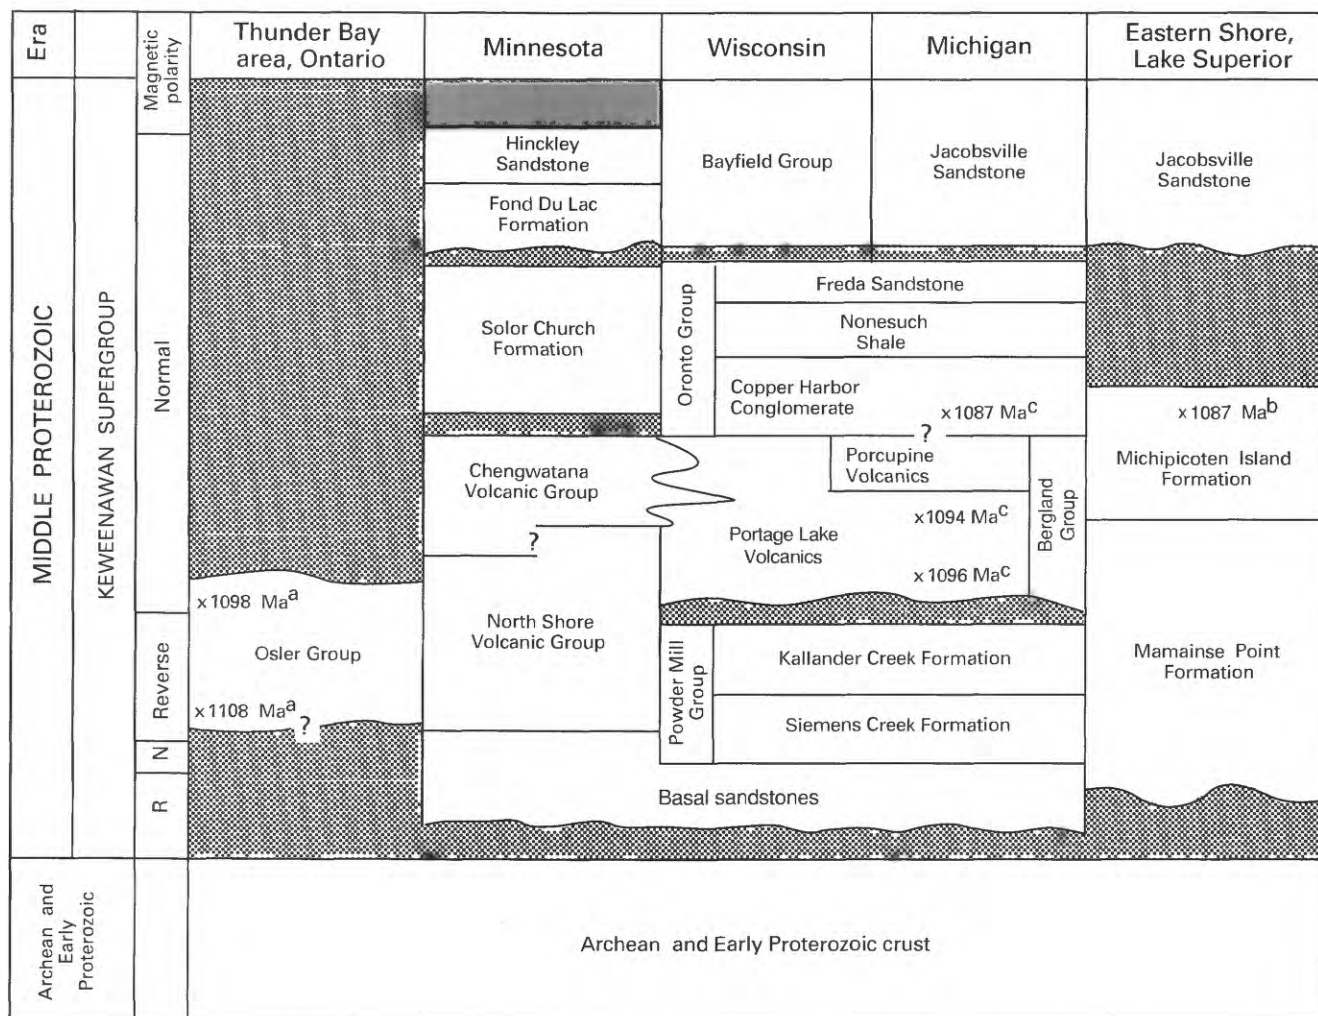 Era
Magnetic
polarity
Thunder Bay
area, Ontario
Minnesota
Wisconsin
Michigan
Eastern Shore,
Lake Superior
MIDDLE PROTEROZOIC
KEWEENAWAN SUPERGROUP
Normal
Reverse
N
R
x 1098 Ma a
Osler Group
x 1108 Ma a
?
Hinckley
Sandstone
Fond Du Lac
Formation
Solor Church
Formation
Chengwatana
Volcanic Group
?
North Shore
Volcanic Group
Bayfield Group
Jacobsville
Sandstone
Oronto Group
Freda Sandstone
Nonesuch
Shale
Copper Harbor
Conglomerate
x 1087 Ma c
?
Porcupine
Volcanics
x 1094 Ma c
Portage Lake
Volcanics
x 1096 Ma c
Bergland
Group
Powder Mill
Group
Kallander Creek Formation
Siemens Creek Formation
Basal sandstones
Jacobsville
Sandstone
x 1087 Ma b
Michipicoten Island
Formation
Mamainse Point
Formation
Archean and
Early
Proterozoic
Archean and Early Proterozoic crust